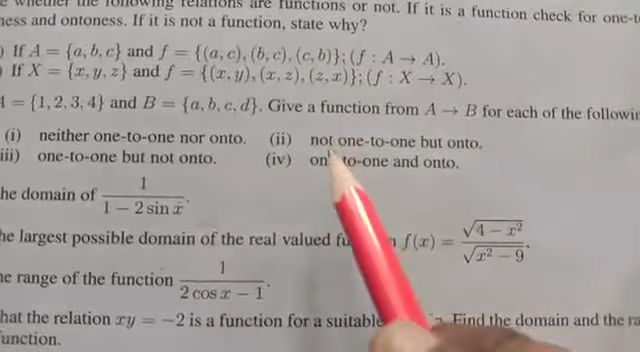 whether the following relations are functions or not. If it is a function check for one-t
ness and ontoness. If it is not a function, state why?
) If A = {a, b, c} and f = {(a, c), (b, c), (c, b)}; (f : A → A).
) If X = {x, y, z} and f = {(x, y), (x, z), (z, x)}; (f : X → X).
A = {1, 2, 3, 4} and B = {a, b, c, d}. Give a function from A → B for each of the followin
(i) neither one-to-one nor onto. (ii) not one-to-one but onto.
iii) one-to-one but not onto. (iv) on to-one and onto.
he domain of 1 / (1 − 2 sin x).
he largest possible domain of the real valued fu n f(x) = √(4 − x²) / √(x² − 9).
he range of the function 1 / (2 cos x − 1).
hat the relation xy = −2 is a function for a suitable Find the domain and the ra
unction.